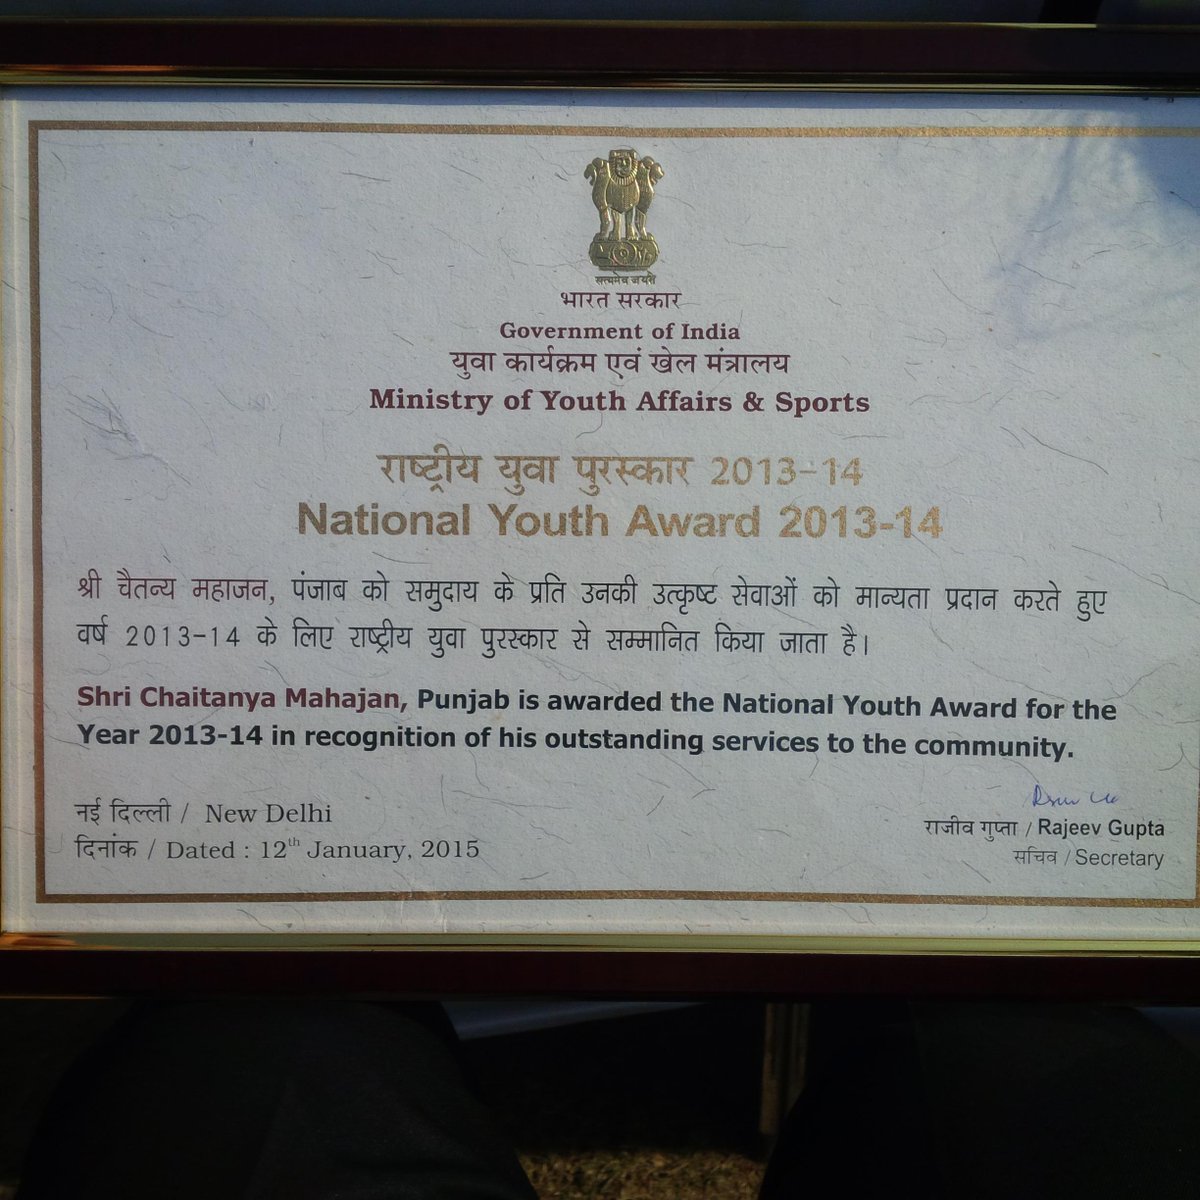 सत्यमेव जयते
भारत सरकार
Government of India
युवा कार्यक्रम एवं खेल मंत्रालय
Ministry of Youth Affairs & Sports
राष्ट्रीय युवा पुरस्कार 2013-14
National Youth Award 2013-14
श्री चैतन्य महाजन, पंजाब को समुदाय के प्रति उनकी उत्कृष्ट सेवाओं को मान्यता प्रदान करते हुए
वर्ष 2013-14 के लिए राष्ट्रीय युवा पुरस्कार से सम्मानित किया जाता है।
Shri Chaitanya Mahajan, Punjab is awarded the National Youth Award for the
Year 2013-14 in recognition of his outstanding services to the community.
नई दिल्ली / New Delhi
दिनांक / Dated : 12th January, 2015
राजीव गुप्ता / Rajeev Gupta
सचिव / Secretary